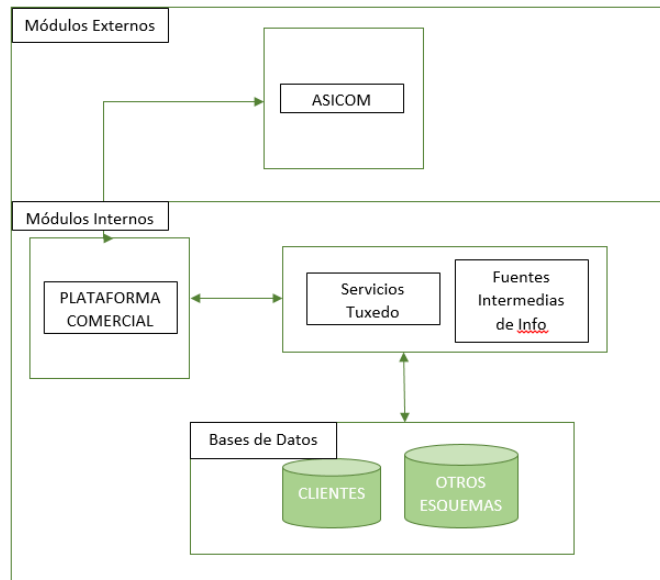 Módulos Externos
ASICOM
Módulos Internos
PLATAFORMA
COMERCIAL
Servicios
Tuxedo
Fuentes
Intermedias
de Info
Bases de Datos
CLIENTES
OTROS
ESQUEMAS